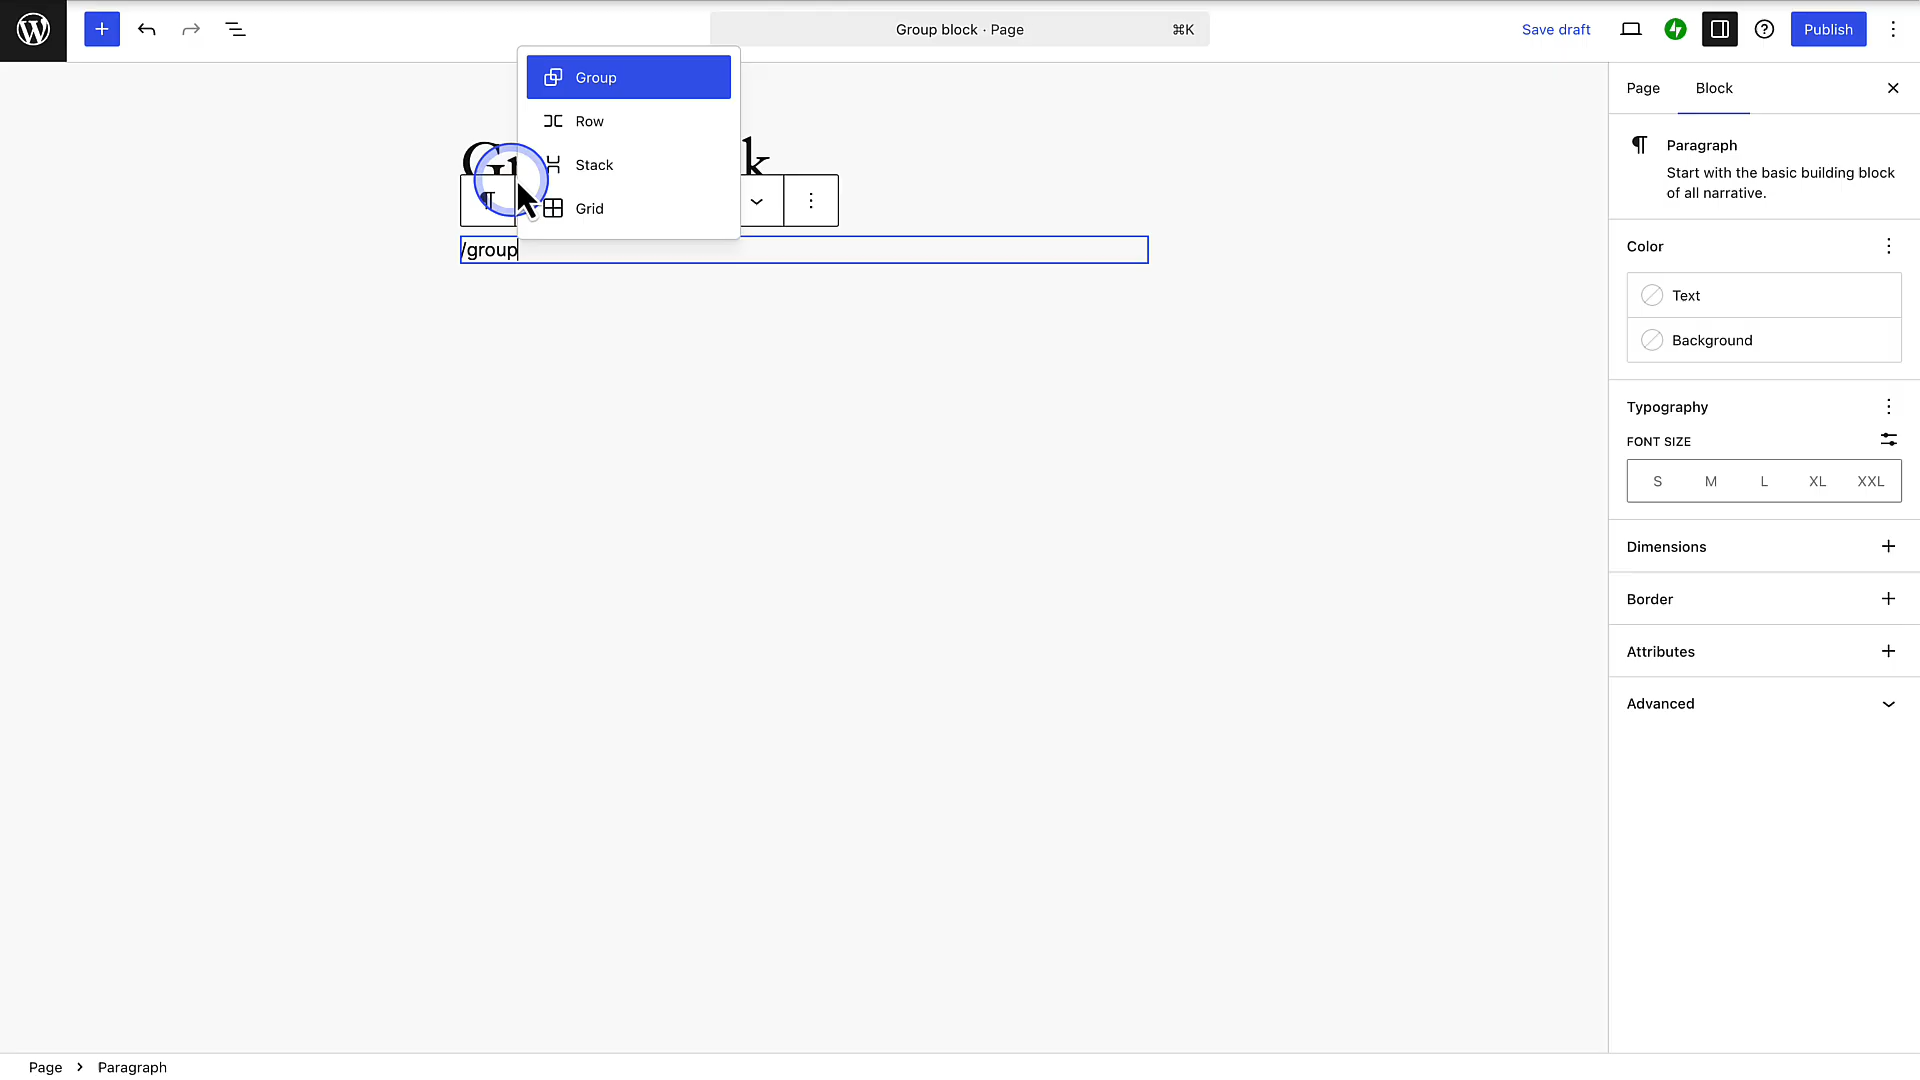 Group block · Page
⌘K
Save draft
Publish
Group
Row
Stack
Grid
k
/group
Page
Block
Paragraph
Start with the basic building block
of all narrative.
Color
Text
Background
Typography
FONT SIZE
S M L XL XXL
Dimensions
Border
Attributes
Advanced
Page
Paragraph